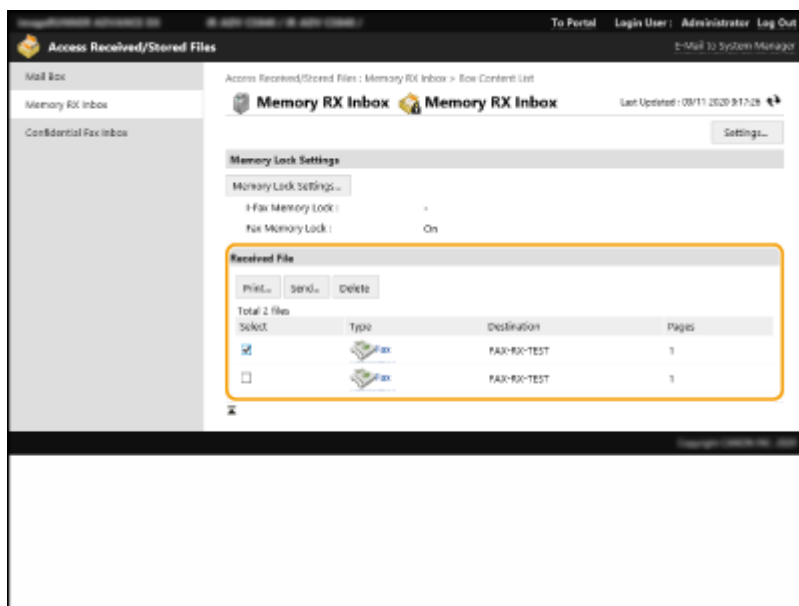 To Portal Login User : Administrator Log Out
Access Received/Stored Files
E-Mail to System Manager
Mail Box
Memory RX Inbox
Confidential Fax Inbox
Access Received/Stored Files : Memory RX Inbox > Box Content List
Memory RX Inbox Memory RX Inbox
Last Updated : 09/11 2020 9:17:28
Settings...
Memory Lock Settings
Memory Lock Settings...
I-Fax Memory Lock : -
Fax Memory Lock : On
Received File
Print... Send... Delete
Total 2 files
Select Type Destination Pages
Fax FAX-RX-TEST 1
Fax FAX-RX-TEST 1